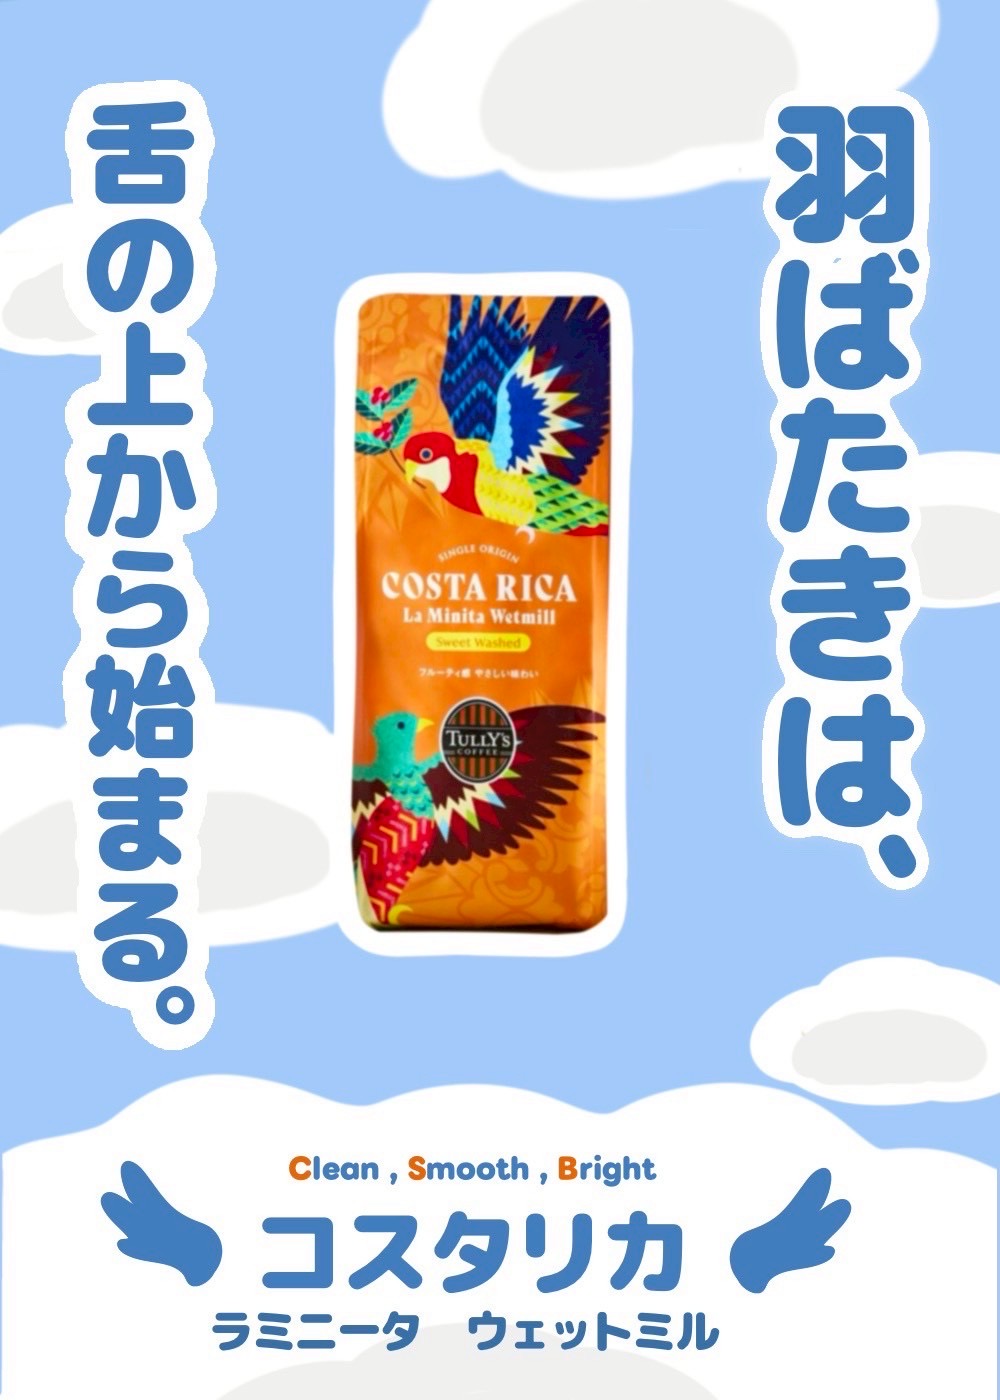 羽ばたきは、
舌の上から始まる。
SINGLE ORIGIN
COSTA RICA
La Minita Wetmill
Sweet Washed
フルーティ感 やさしい味わい
TULLY'S
COFFEE
Clean , Smooth , Bright
コスタリカ
ラミニータ　ウェットミル